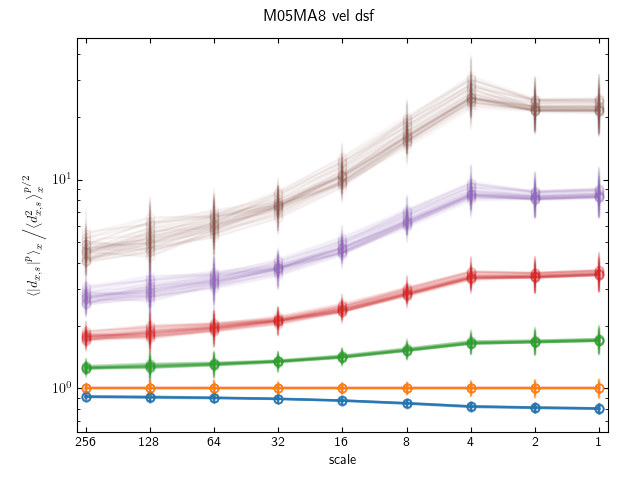 M05MA8 vel dsf
⟨|d_{x,s}|^p⟩_x / ⟨d^2_{x,s}⟩_x^{p/2}
10^1
10^0
256 128 64 32 16 8 4 2 1
scale